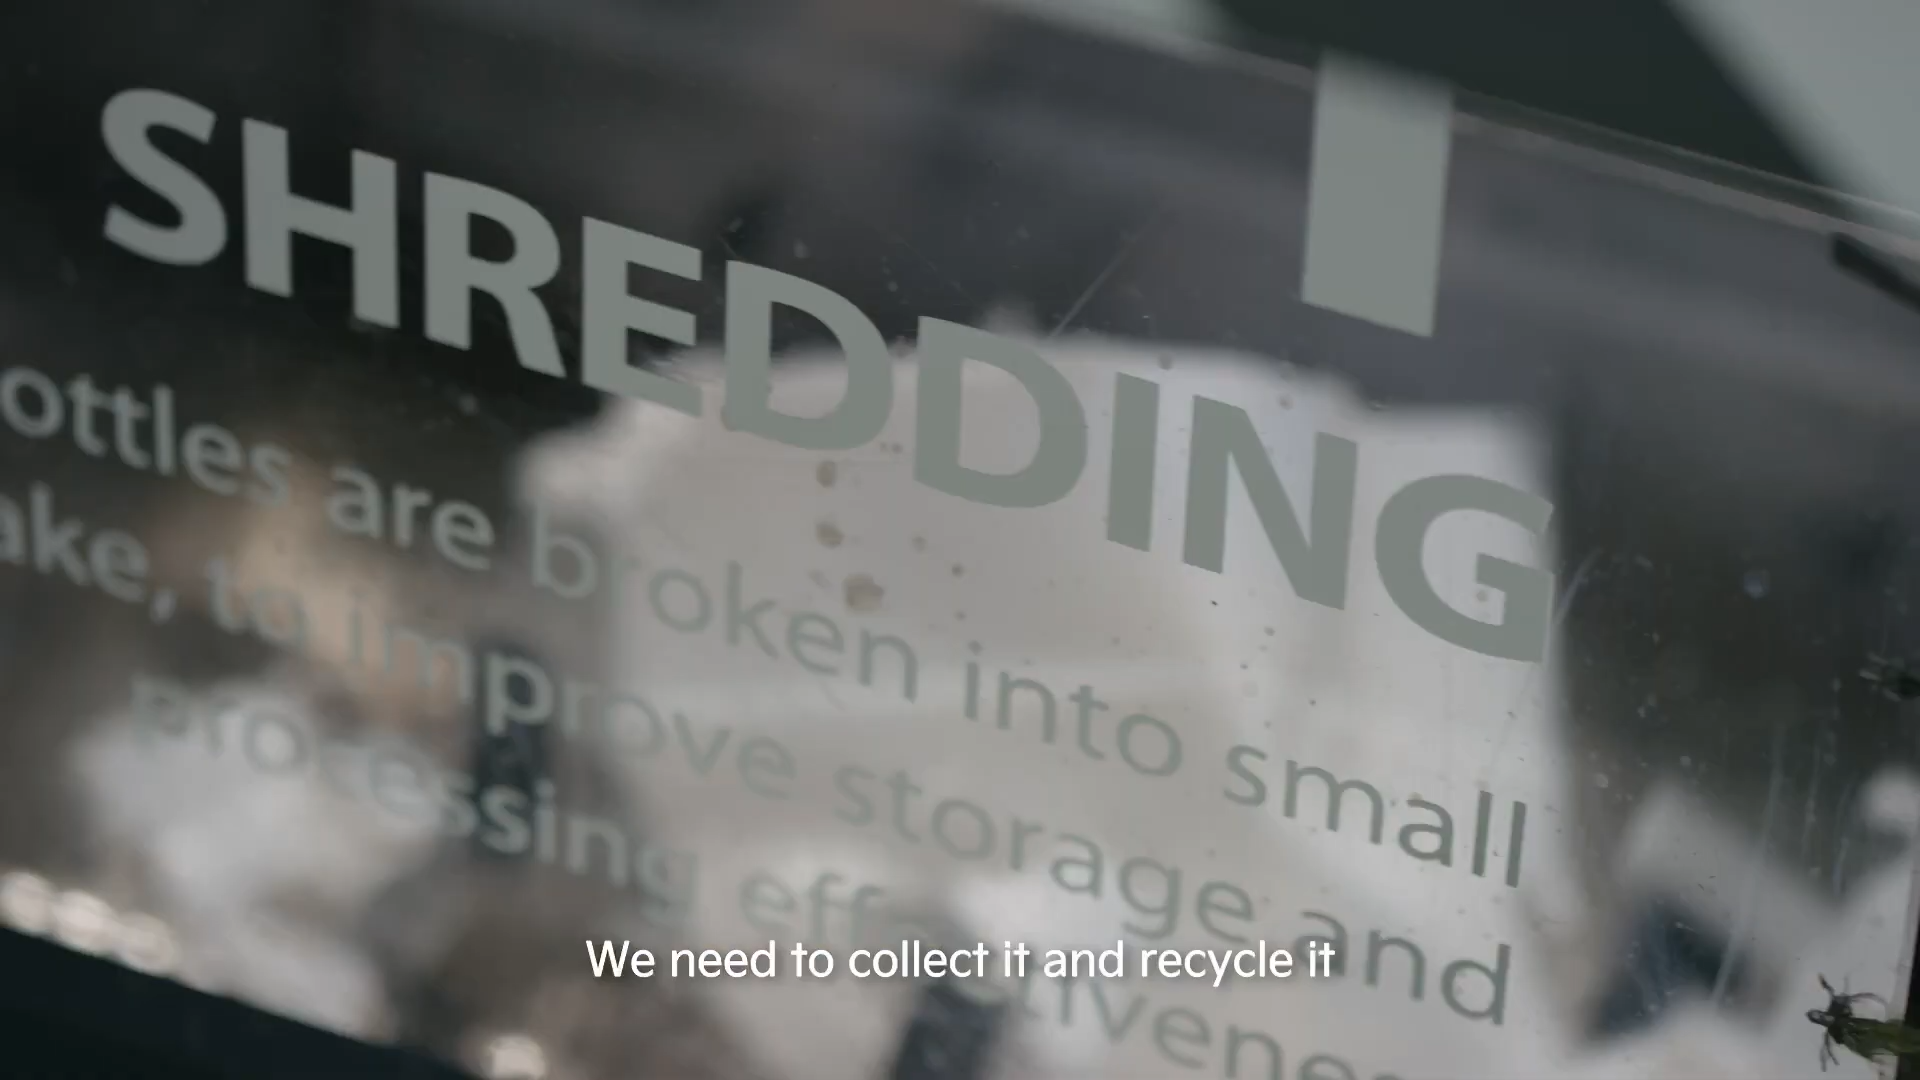 SHREDDING
ottles are broken into small
ake, to improve storage and
processing effectivenes
We need to collect it and recycle it